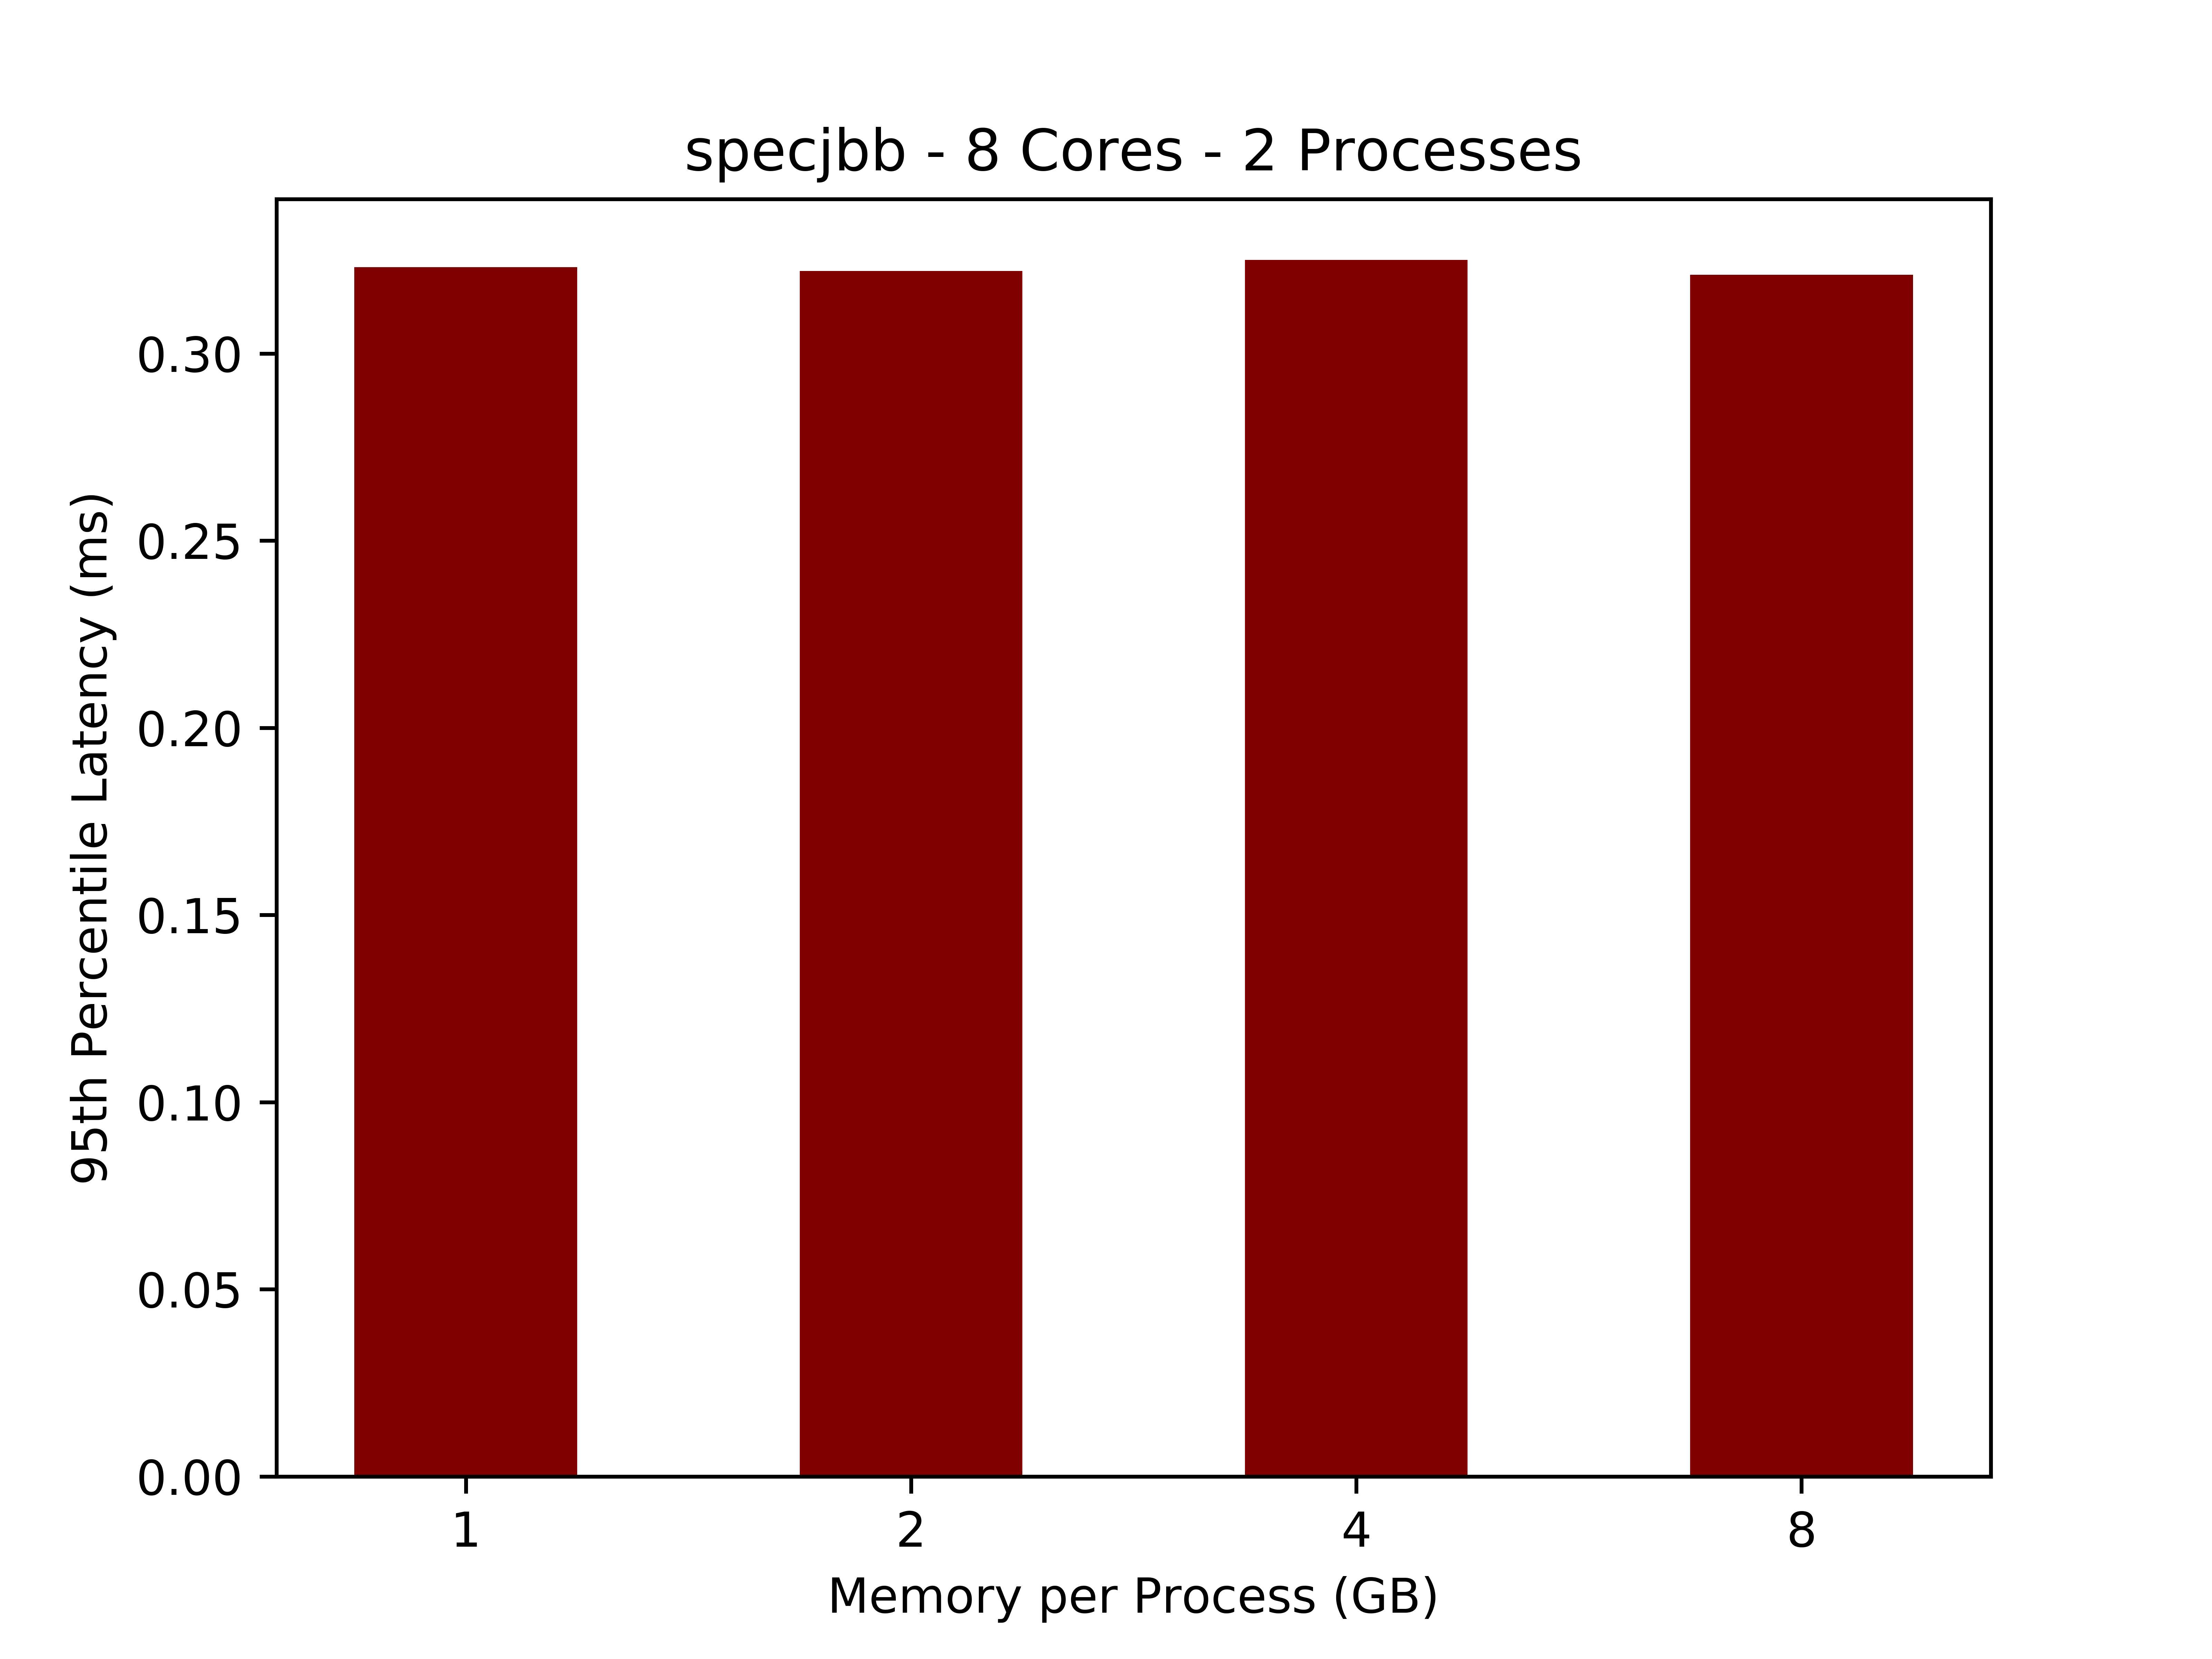 specjbb - 8 Cores - 2 Processes
95th Percentile Latency (ms)
0.30
0.25
0.20
0.15
0.10
0.05
0.00
1 2 4 8
Memory per Process (GB)